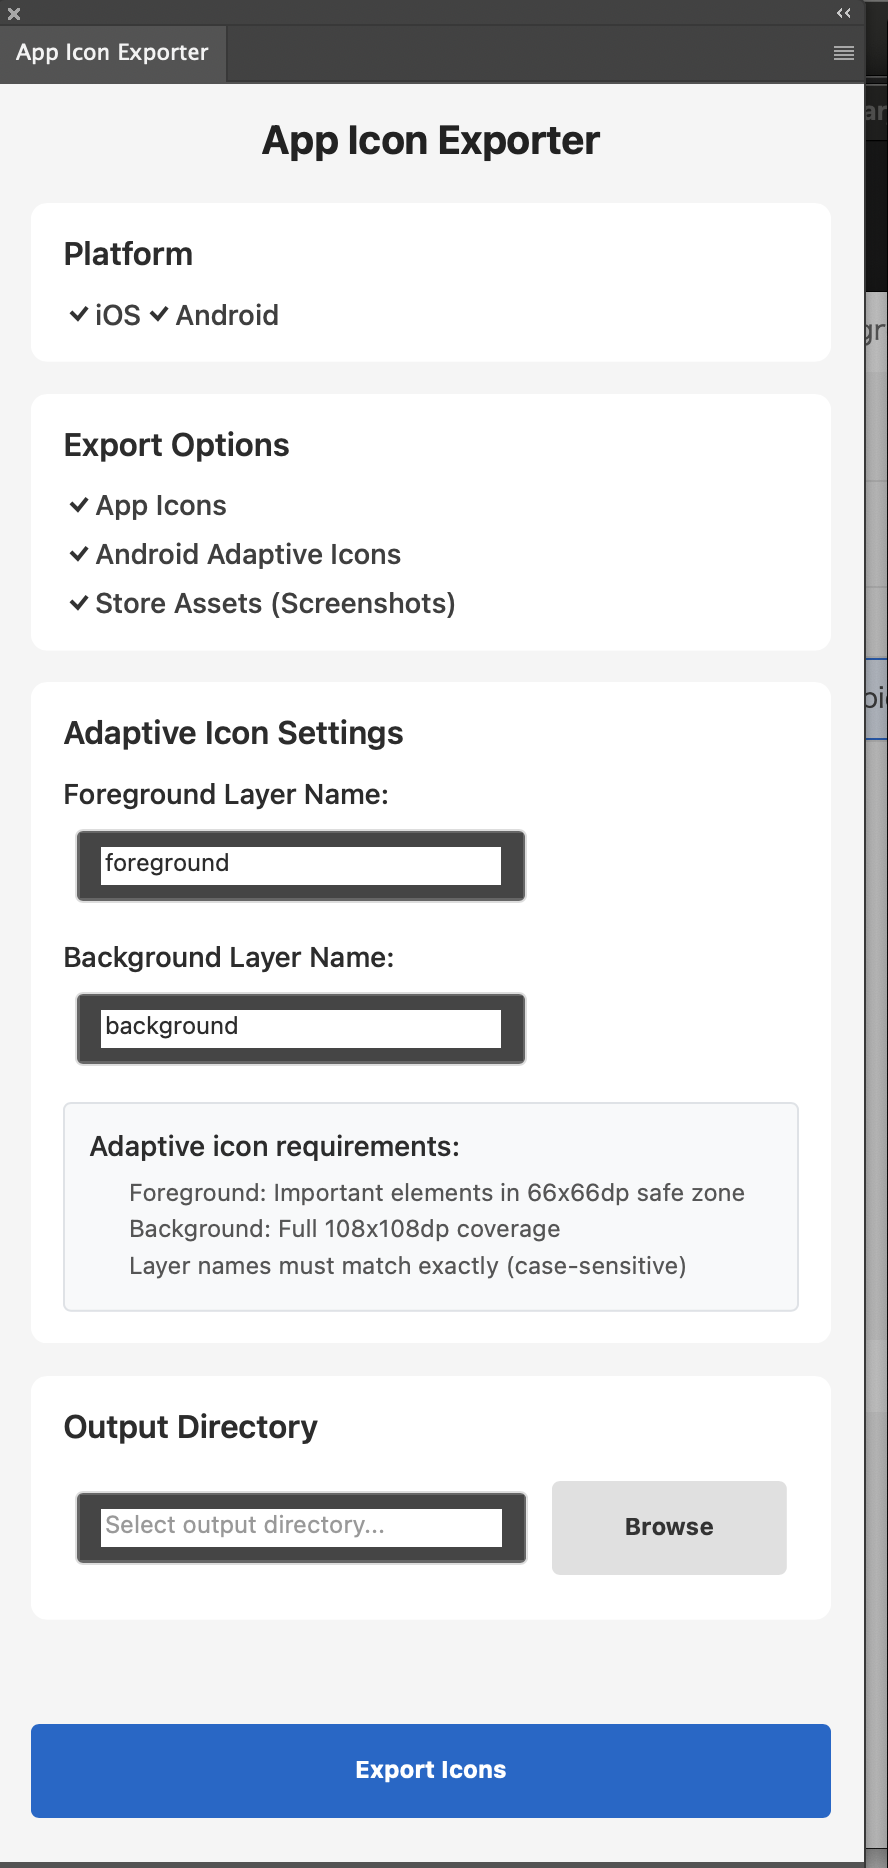 App Icon Exporter
App Icon Exporter
Platform
iOS Android
Export Options
App Icons
Android Adaptive Icons
Store Assets (Screenshots)
Adaptive Icon Settings
Foreground Layer Name:
foreground
Background Layer Name:
background
Adaptive icon requirements:
Foreground: Important elements in 66x66dp safe zone
Background: Full 108x108dp coverage
Layer names must match exactly (case-sensitive)
Output Directory
Select output directory...
Browse
Export Icons